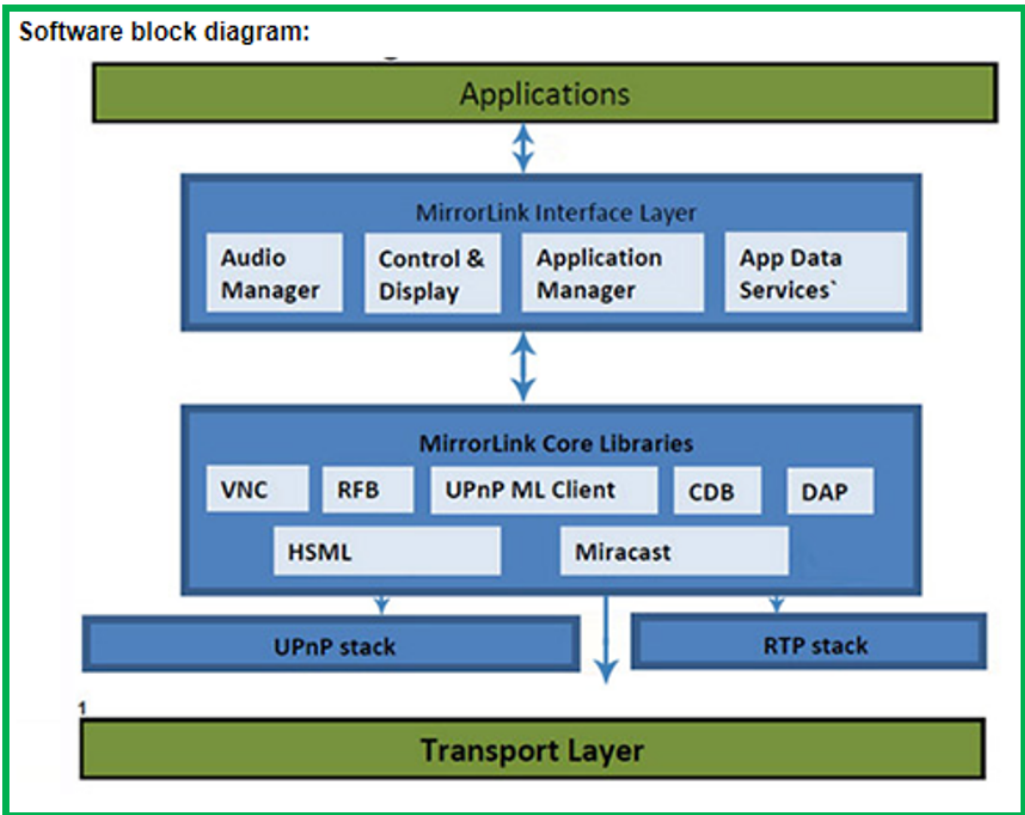 Software block diagram:
Applications
MirrorLink Interface Layer
Audio
Manager
Control &
Display
Application
Manager
App Data
Services`
MirrorLink Core Libraries
VNC
RFB
UPnP ML Client
CDB
DAP
HSML
Miracast
UPnP stack
RTP stack
1
Transport Layer